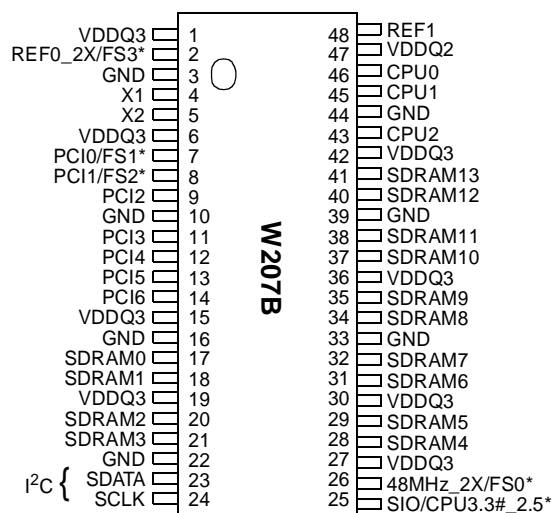 VDDQ3 1 48 REF1
REF0_2X/FS3* 2 47 VDDQ2
GND 3 46 CPU0
X1 4 45 CPU1
X2 5 44 GND
VDDQ3 6 43 CPU2
PCI0/FS1* 7 42 VDDQ3
PCI1/FS2* 8 41 SDRAM13
PCI2 9 40 SDRAM12
GND 10 39 GND
PCI3 11 38 SDRAM11
PCI4 12 37 SDRAM10
PCI5 13 36 VDDQ3
PCI6 14 35 SDRAM9
VDDQ3 15 34 SDRAM8
GND 16 33 GND
SDRAM0 17 32 SDRAM7
SDRAM1 18 31 SDRAM6
VDDQ3 19 30 VDDQ3
SDRAM2 20 29 SDRAM5
SDRAM3 21 28 SDRAM4
GND 22 27 VDDQ3
I²C { SDATA 23 26 48MHz_2X/FS0*
SCLK 24 25 SIO/CPU3.3#_2.5*
W207B